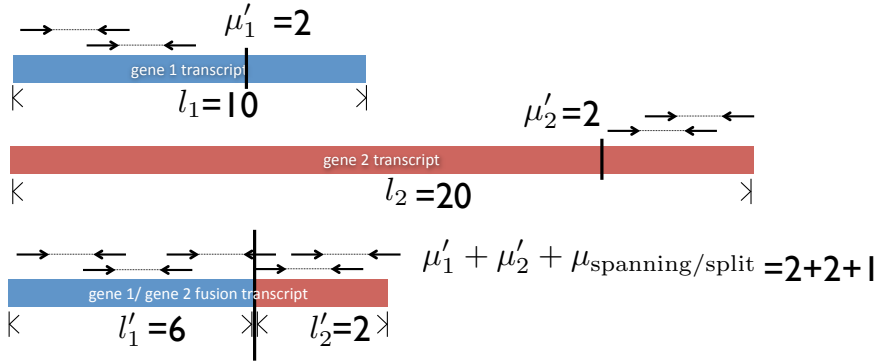 μ′₁ =2
gene 1 transcript
l₁=10
μ′₂=2
gene 2 transcript
l₂=20
μ′₁ + μ′₂ + μspanning/split =2+2+1
gene 1/ gene 2 fusion transcript
l′₁=6 l′₂=2